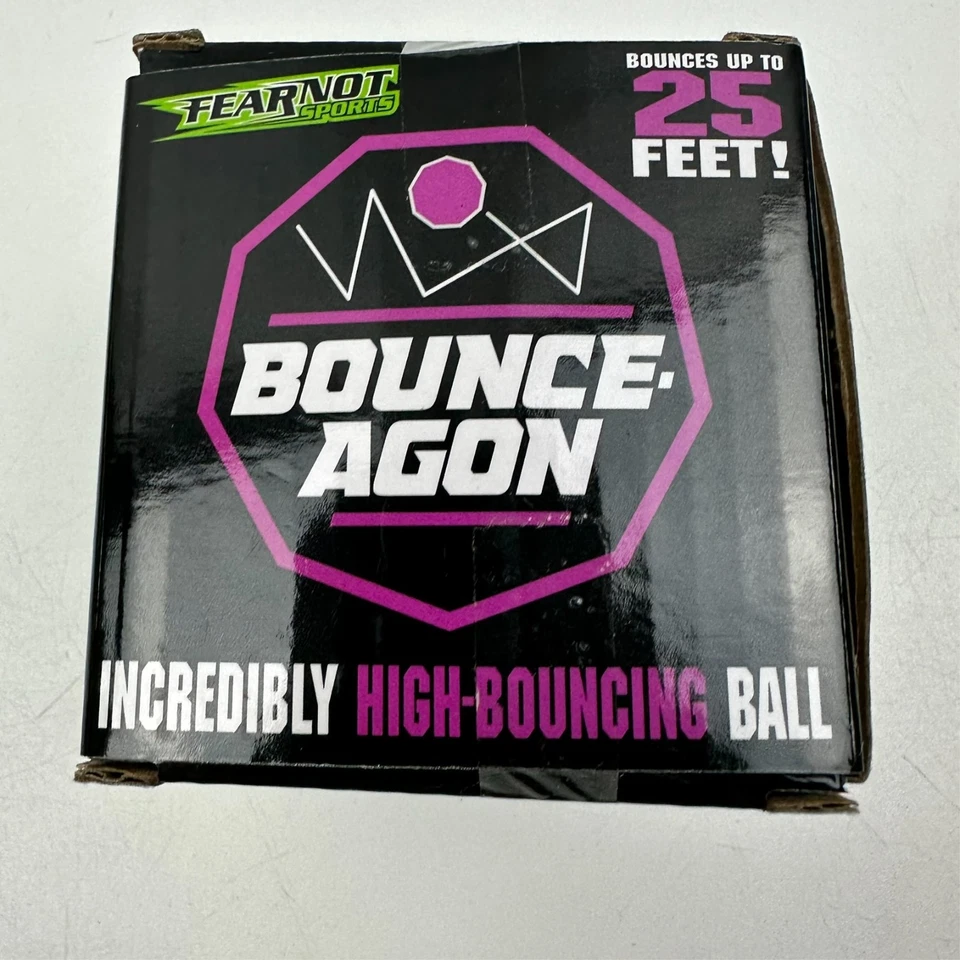 FEARNOT
SPORTS
BOUNCES UP TO
25
FEET!
BOUNCE-
AGON
INCREDIBLY HIGH-BOUNCING BALL